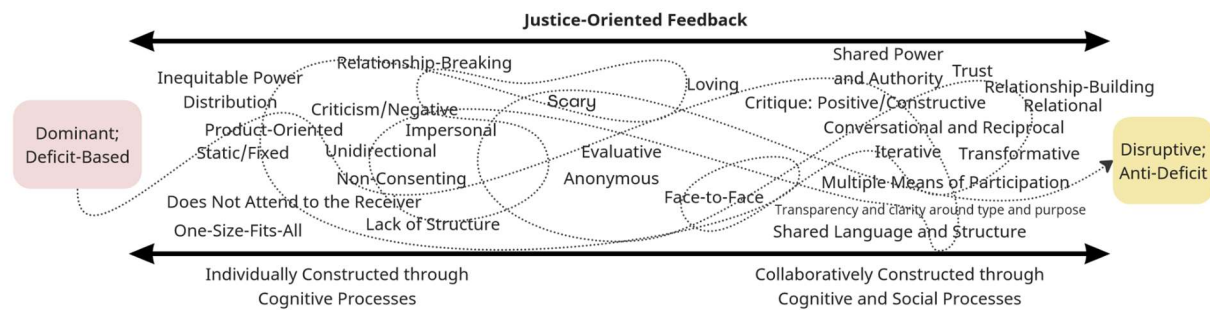 Justice-Oriented Feedback
Dominant;
Deficit-Based
Inequitable Power
Distribution
Relationship-Breaking
Criticism/Negative
Product-Oriented
Impersonal
Static/Fixed
Unidirectional
Non-Consenting
Does Not Attend to the Receiver
One-Size-Fits-All
Lack of Structure
Scary
Loving
Evaluative
Anonymous
Face-to-Face
Shared Power
and Authority
Trust
Relationship-Building
Critique: Positive/Constructive
Relational
Conversational and Reciprocal
Iterative
Transformative
Multiple Means of Participation
Transparency and clarity around type and purpose
Shared Language and Structure
Disruptive;
Anti-Deficit
Individually Constructed through
Cognitive Processes
Collaboratively Constructed through
Cognitive and Social Processes